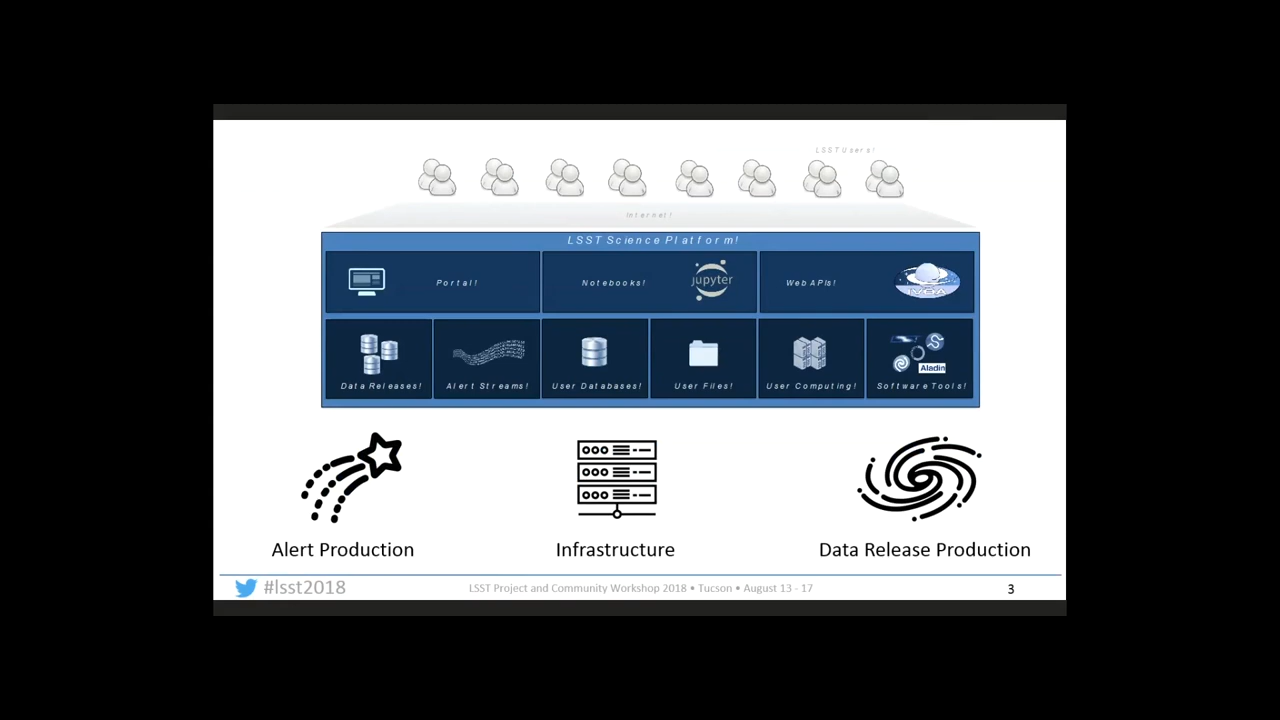 LSST Users!
Internet!
LSST Science Platform!
Portal!
Notebooks!
jupyter
Web APIs!
IVOA
Data Releases!
Alert Streams!
User Databases!
User Files!
User Computing!
Software Tools!
Aladin
Alert Production
Infrastructure
Data Release Production
#lsst2018
LSST Project and Community Workshop 2018 • Tucson • August 13 - 17
3